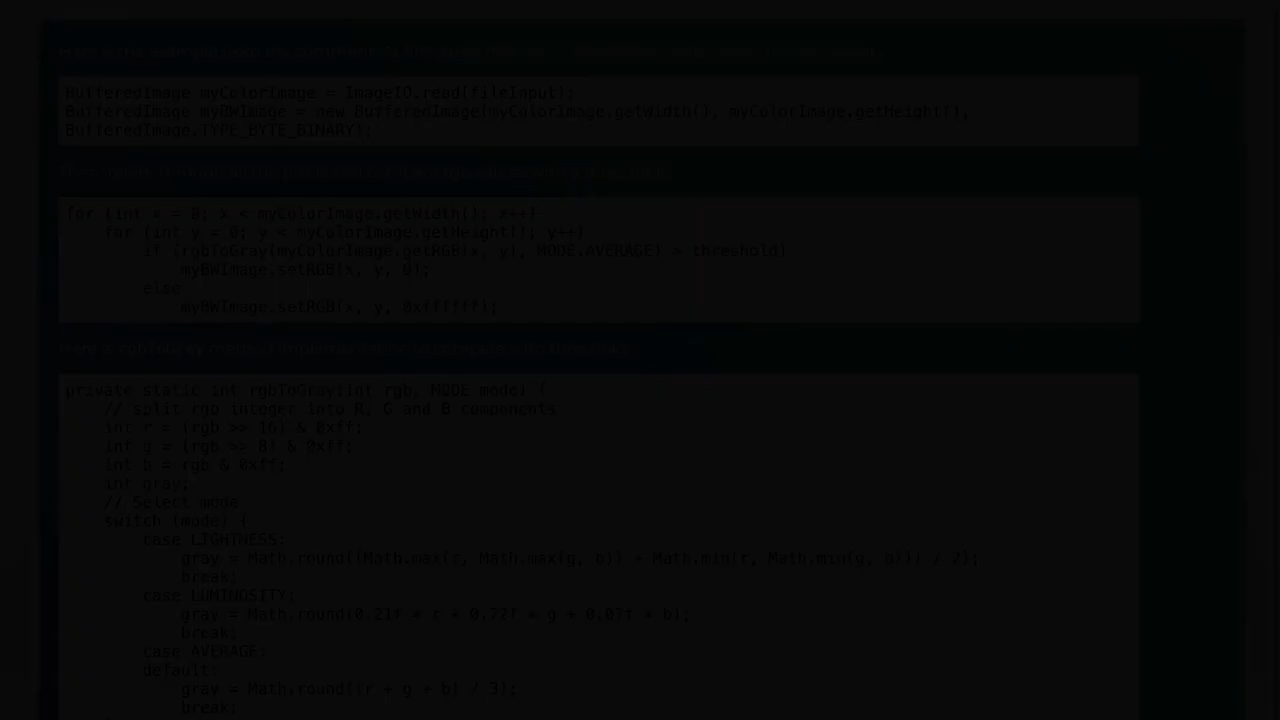 BufferedImage myColorImage = ImageIO.read(fileInput);
BufferedImage myBWImage = new BufferedImage(myColorimage.getWidth(), myColorImage.getHeight(),
BufferedImage.TYPE_BYTE_BINARY);
for (int x = 0; x < myColorImage.getWidth(); x++)
    for (int y = 0; y < myColorImage.getHeight(); y++)
        if (rgbToGray(myColorImage.getRGB(x, y), MODE.AVERAGE) > threshold)
            myBWImage.setRGB(x, y, 0);
        else
            myBWImage.setRGB(x, y, 0xffffff);
private static int rgbToGray(int rgb, MODE mode) {
    // split rgb integer into R, G and B components
    int r = (rgb >> 16) & 0xff;
    int g = (rgb >> 8) & 0xff;
    int b = rgb & 0xff;
    int gray;
    // Select mode
    switch (mode) {
        case LIGHTNESS:
            gray = Math.round((Math.max(r, Math.max(g, b)) + Math.min(r, Math.min(g, b))) / 2);
            break;
        case LUMINOSITY:
            gray = Math.round(0.21f * r + 0.72f * g + 0.07f * b);
            break;
        case AVERAGE:
        default:
            gray = Math.round((r + g + b) / 3);
            break;